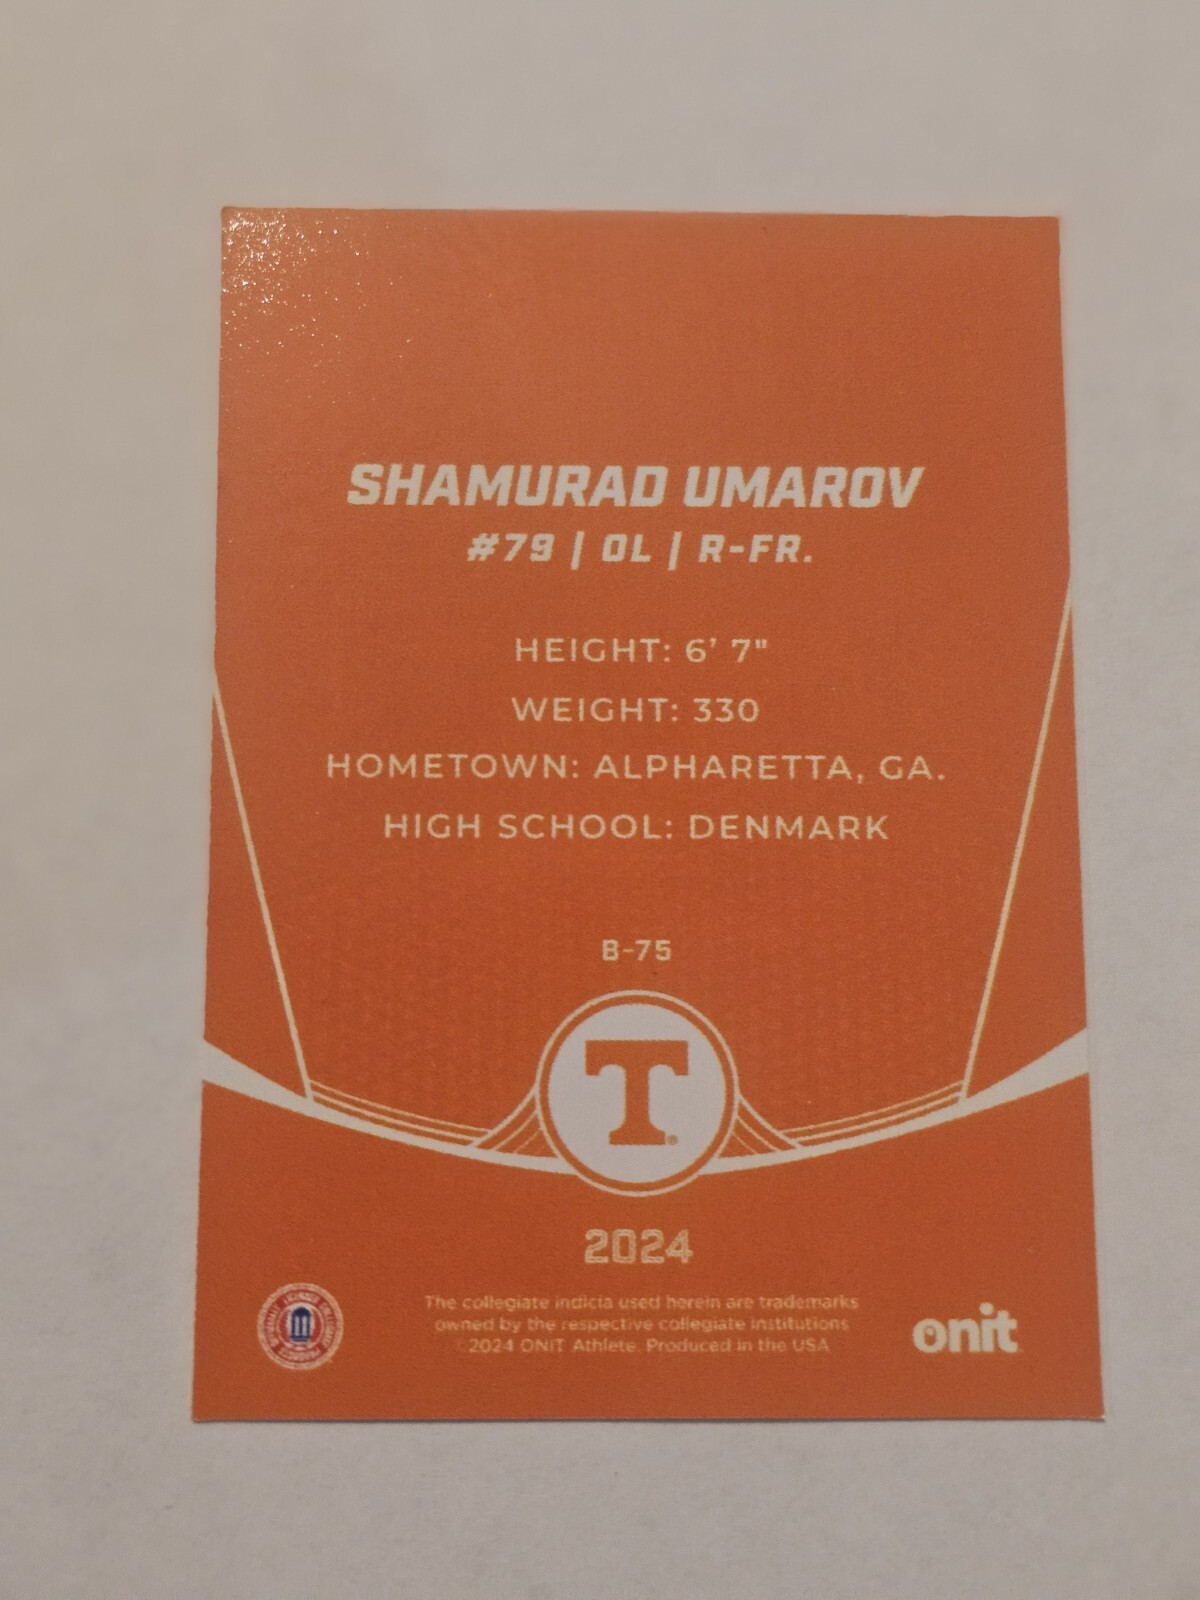 SHAMURAD UMAROV
#79 | OL | R-FR.
HEIGHT: 6' 7"
WEIGHT: 330
HOMETOWN: ALPHARETTA, GA.
HIGH SCHOOL: DENMARK
B-75
T
2024
The collegiate indicia used herein are trademarks
owned by the respective collegiate institutions
©2024 ONIT Athlete. Produced in the USA
onit